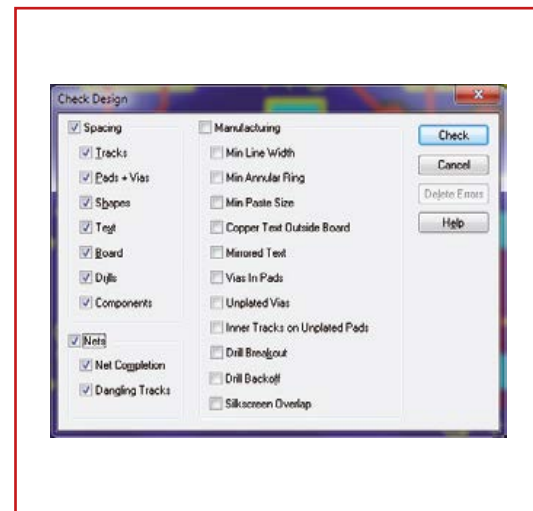 Check Design
Spacing
Tracks
Pads + Vias
Shapes
Text
Board
Drills
Components
Nets
Net Completion
Dangling Tracks
Manufacturing
Min Line Width
Min Annular Ring
Min Paste Size
Copper Text Outside Board
Mirrored Text
Vias In Pads
Unplated Vias
Inner Tracks on Unplated Pads
Drill Breakout
Drill Backoff
Silkscreen Overlap
Check
Cancel
Delete Errors
Help